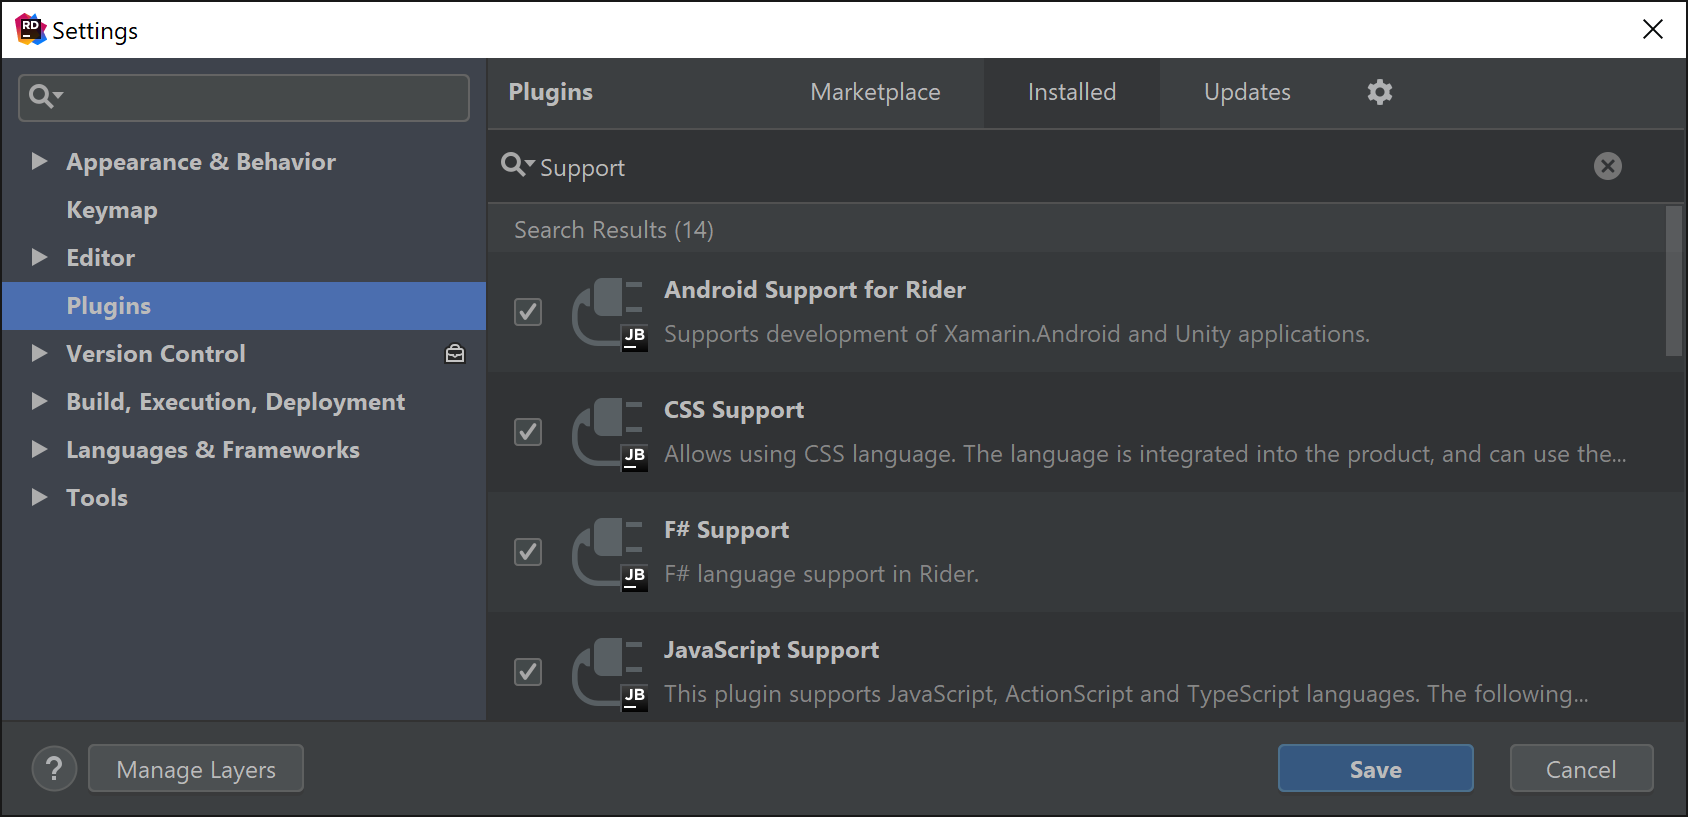 RD
Settings
Appearance & Behavior
Keymap
Editor
Plugins
Version Control
Build, Execution, Deployment
Languages & Frameworks
Tools
Plugins
Marketplace
Installed
Updates
Support
Search Results (14)
Android Support for Rider
JB
Supports development of Xamarin.Android and Unity applications.
CSS Support
JB
Allows using CSS language. The language is integrated into the product, and can use the...
F# Support
JB
F# language support in Rider.
JavaScript Support
JB
This plugin supports JavaScript, ActionScript and TypeScript languages. The following...
?
Manage Layers
Save
Cancel